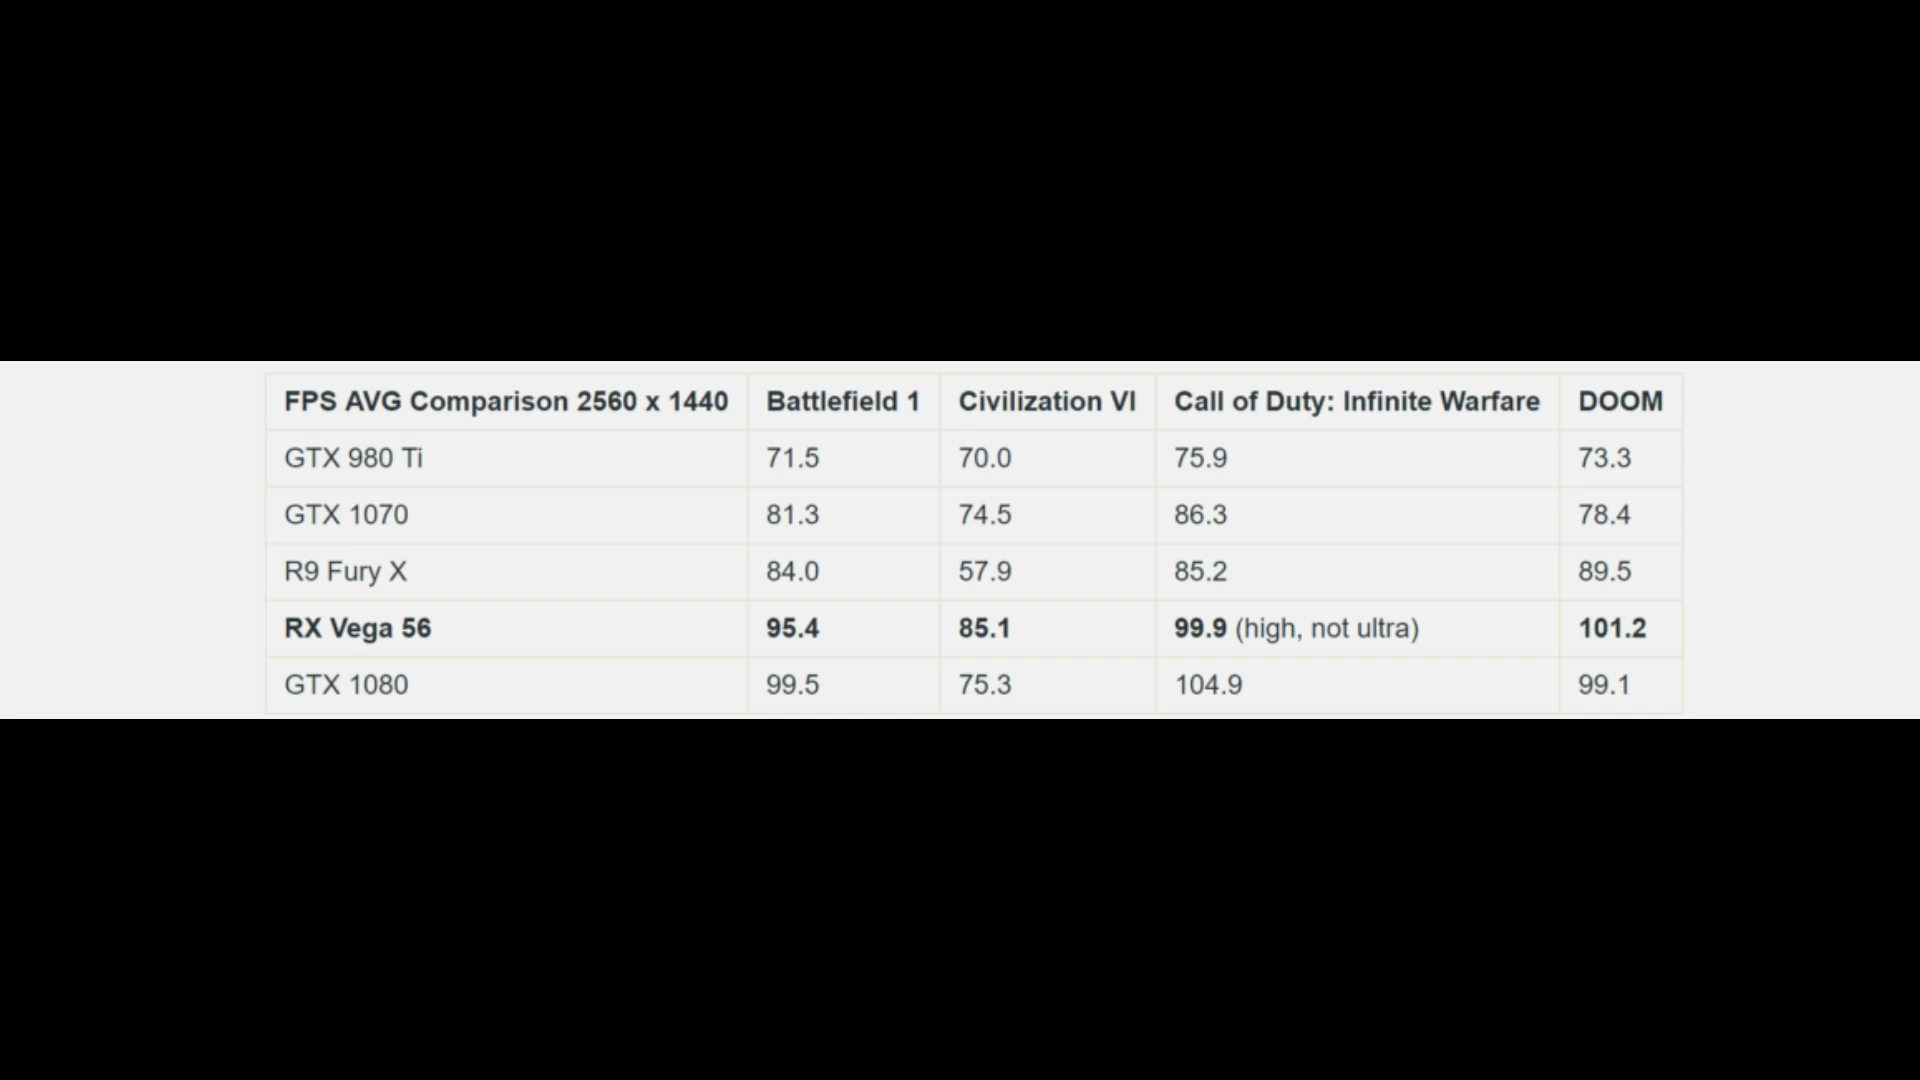 FPS AVG Comparison 2560 x 1440 Battlefield 1 Civilization VI Call of Duty: Infinite Warfare DOOM
GTX 980 Ti 71.5 70.0 75.9 73.3
GTX 1070 81.3 74.5 86.3 78.4
R9 Fury X 84.0 57.9 85.2 89.5
RX Vega 56 95.4 85.1 99.9 (high, not ultra) 101.2
GTX 1080 99.5 75.3 104.9 99.1